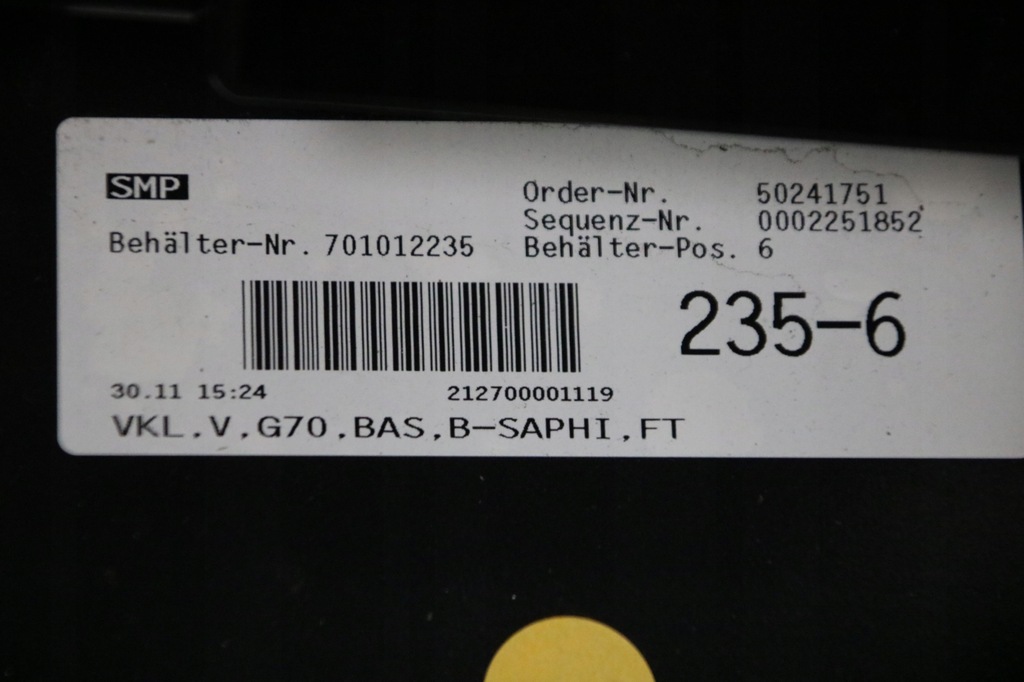 SMP
Order-Nr. 50241751
Sequenz-Nr. 0002251852
Behälter-Nr. 701012235 Behälter-Pos. 6
235-6
30.11 15:24 212700001119
VKL,V,G70,BAS,B-SAPHI,FT